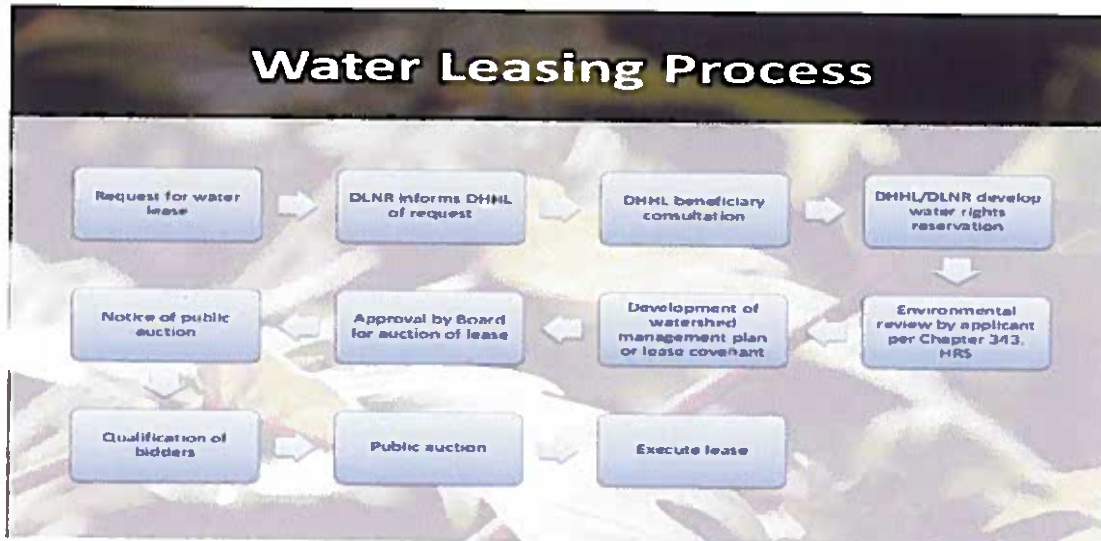 Water Leasing Process
Request for water
lease
DLNR informs DHHL
of request
DHHL beneficiary
consultation
DHHL/DLNR develop
water rights
reservation
Environmental
review by applicant
per Chapter 343,
HRS
Development of
watershed
management plan
or lease covenant
Approval by Board
for auction of lease
Notice of public
auction
Qualification of
bidders
Public auction
Execute lease